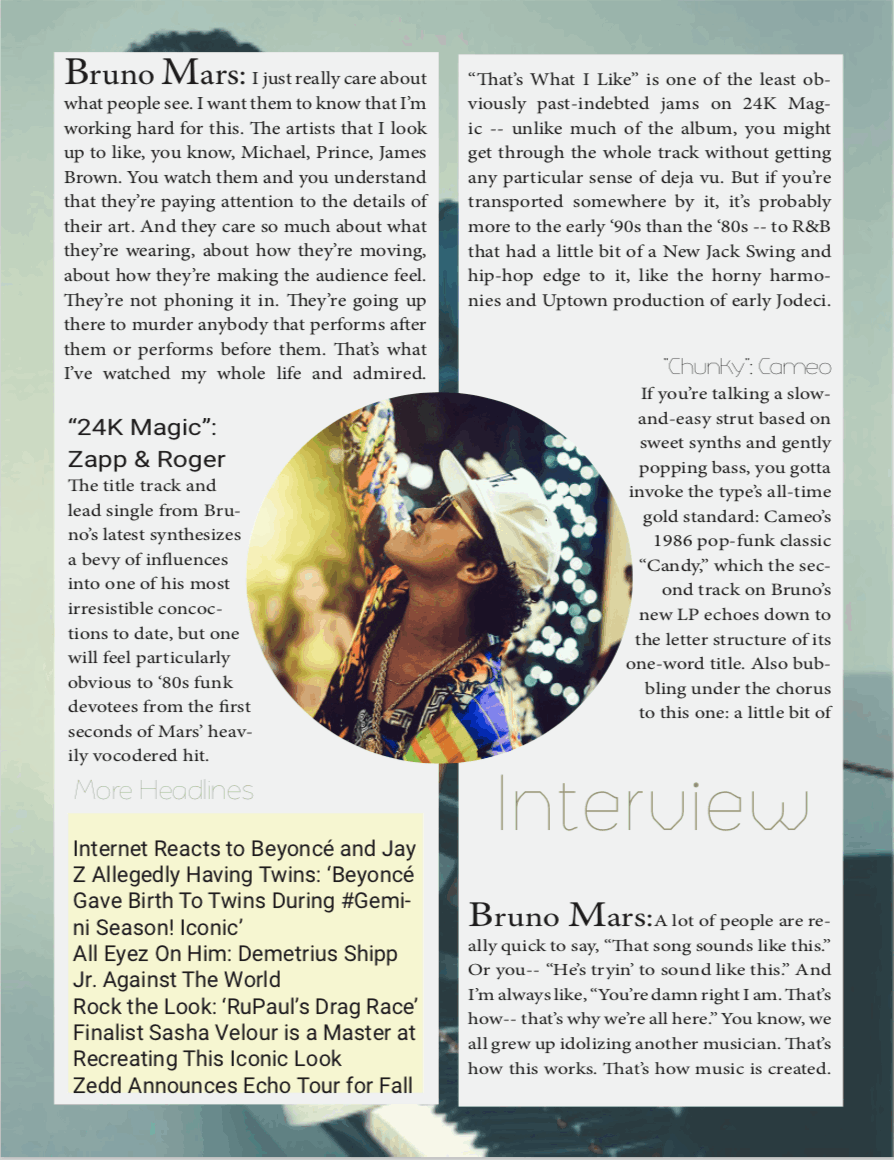 Bruno Mars: I just really care about
what people see. I want them to know that I’m
working hard for this. The artists that I look
up to like, you know, Michael, Prince, James
Brown. You watch them and you understand
that they’re paying attention to the details of
their art. And they care so much about what
they’re wearing, about how they’re moving,
about how they’re making the audience feel.
They’re not phoning it in. They’re going up
there to murder anybody that performs after
them or performs before them. That’s what
I’ve watched my whole life and admired.
“24K Magic”:
Zapp & Roger
The title track and
lead single from Bru-
no’s latest synthesizes
a bevy of influences
into one of his most
irresistible concoc-
tions to date, but one
will feel particularly
obvious to ‘80s funk
devotees from the first
seconds of Mars’ heav-
ily vocodered hit.
More Headlines
Internet Reacts to Beyoncé and Jay
Z Allegedly Having Twins: ‘Beyoncé
Gave Birth To Twins During #Gemi-
ni Season! Iconic’
All Eyez On Him: Demetrius Shipp
Jr. Against The World
Rock the Look: ‘RuPaul’s Drag Race’
Finalist Sasha Velour is a Master at
Recreating This Iconic Look
Zedd Announces Echo Tour for Fall
“That’s What I Like” is one of the least ob-
viously past-indebted jams on 24K Mag-
ic -- unlike much of the album, you might
get through the whole track without getting
any particular sense of deja vu. But if you’re
transported somewhere by it, it’s probably
more to the early ‘90s than the ‘80s -- to R&B
that had a little bit of a New Jack Swing and
hip-hop edge to it, like the horny harmo-
nies and Uptown production of early Jodeci.
"Chunky": Cameo
If you’re talking a slow-
and-easy strut based on
sweet synths and gently
popping bass, you gotta
invoke the type’s all-time
gold standard: Cameo’s
1986 pop-funk classic
“Candy,” which the sec-
ond track on Bruno’s
new LP echoes down to
the letter structure of its
one-word title. Also bub-
bling under the chorus
to this one: a little bit of
Interview
Bruno Mars:A lot of people are re-
ally quick to say, “That song sounds like this.”
Or you-- “He’s tryin’ to sound like this.” And
I’m always like, “You’re damn right I am. That’s
how-- that’s why we’re all here.” You know, we
all grew up idolizing another musician. That’s
how this works. That’s how music is created.